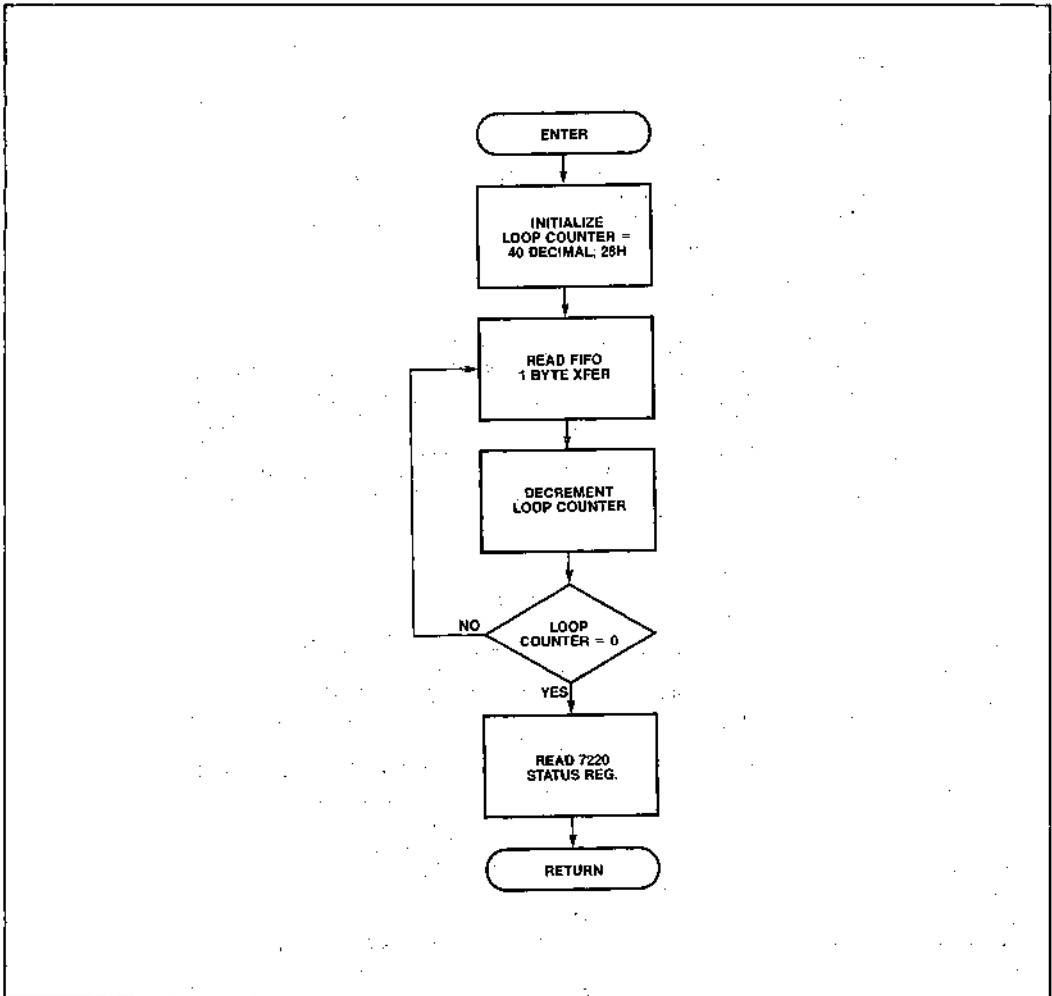 ENTER
INITIALIZE
LOOP COUNTER =
40 DECIMAL; 28H
READ FIFO
1 BYTE XFER
DECREMENT
LOOP COUNTER
LOOP
COUNTER = 0
NO
YES
READ 7220
STATUS REG.
RETURN